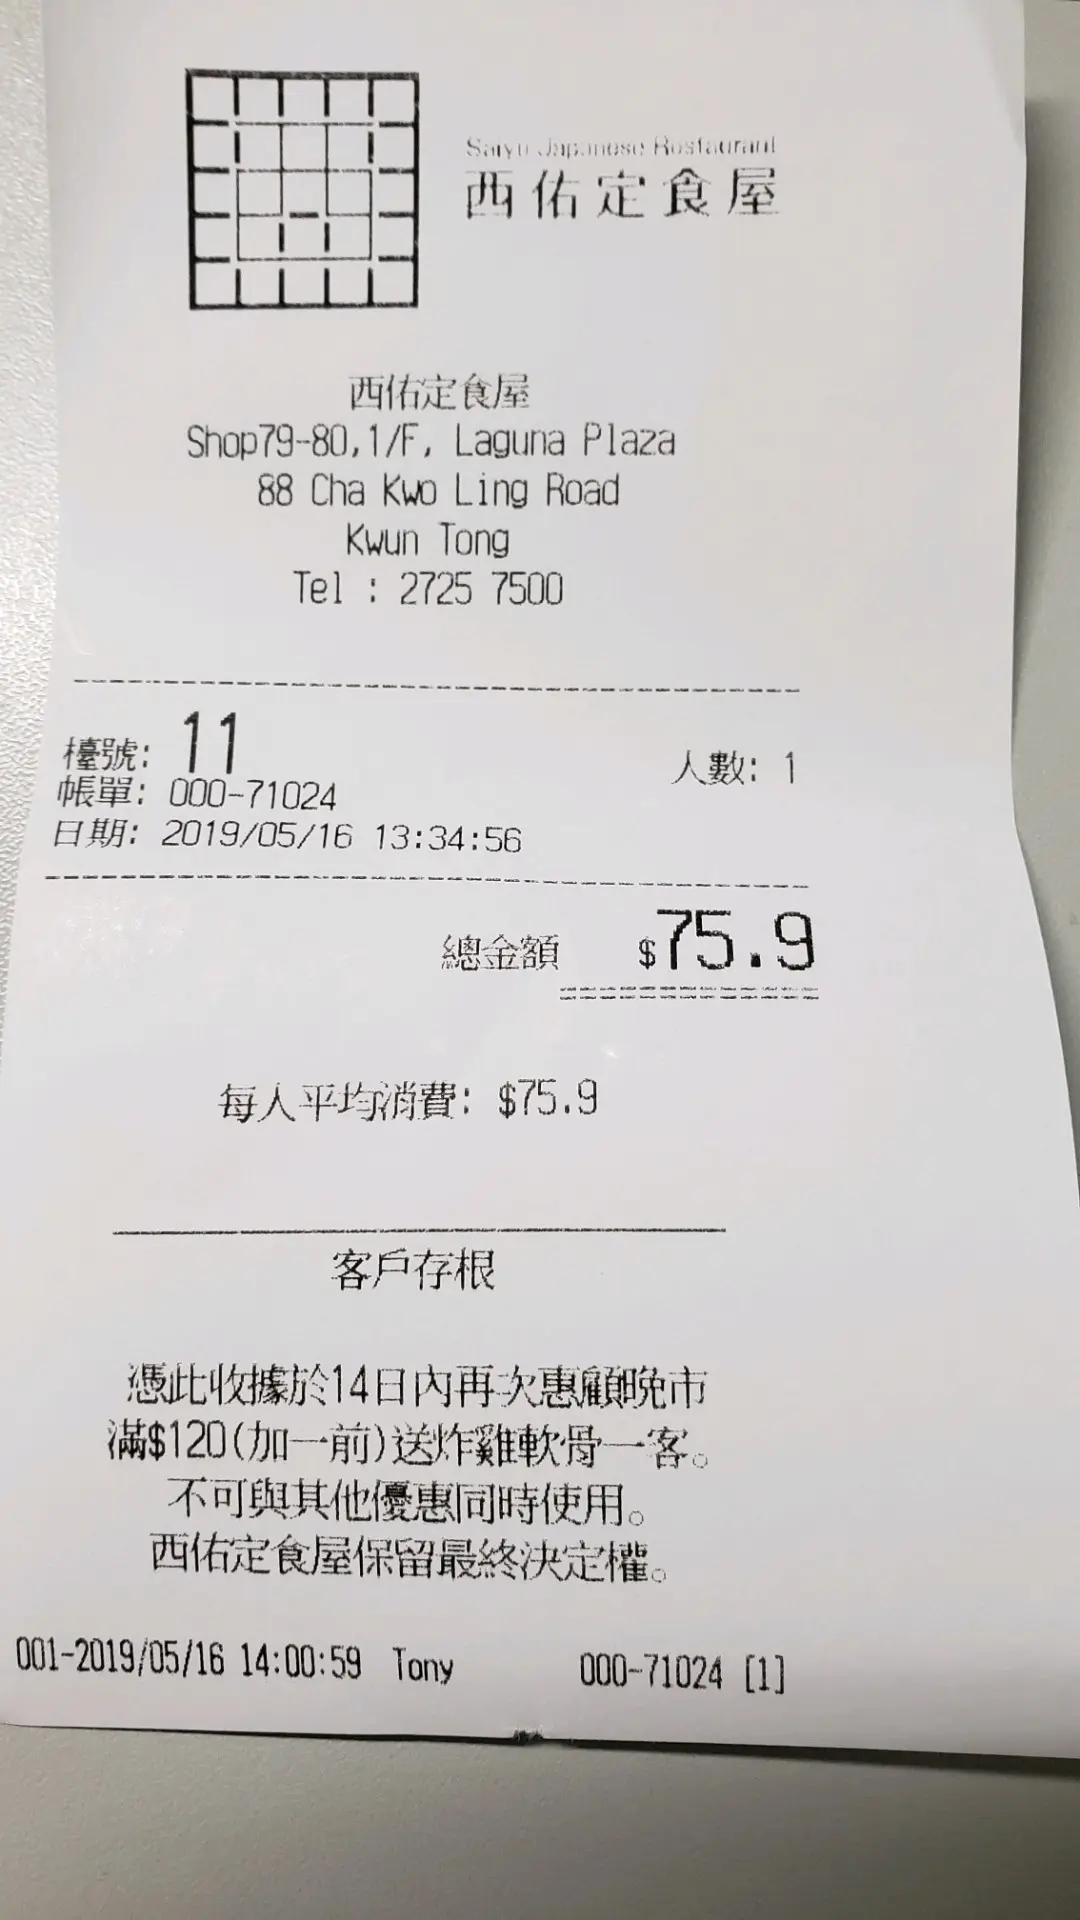 Saiyu Japanese Restaurant
西佑定食屋
西佑定食屋
Shop79-80,1/F, Laguna Plaza
88 Cha Kwo Ling Road
Kwun Tong
Tel : 2725 7500
檯號: 11 人數: 1
帳單: 000-71024
日期: 2019/05/16 13:34:56
總金額 $75.9
每人平均消費: $75.9
客戶存根
憑此收據於14日內再次惠顧晚市
滿$120(加一前)送炸雞軟骨一客。
不可與其他優惠同時使用。
西佑定食屋保留最終決定權。
001-2019/05/16 14:00:59 Tony 000-71024 [1]